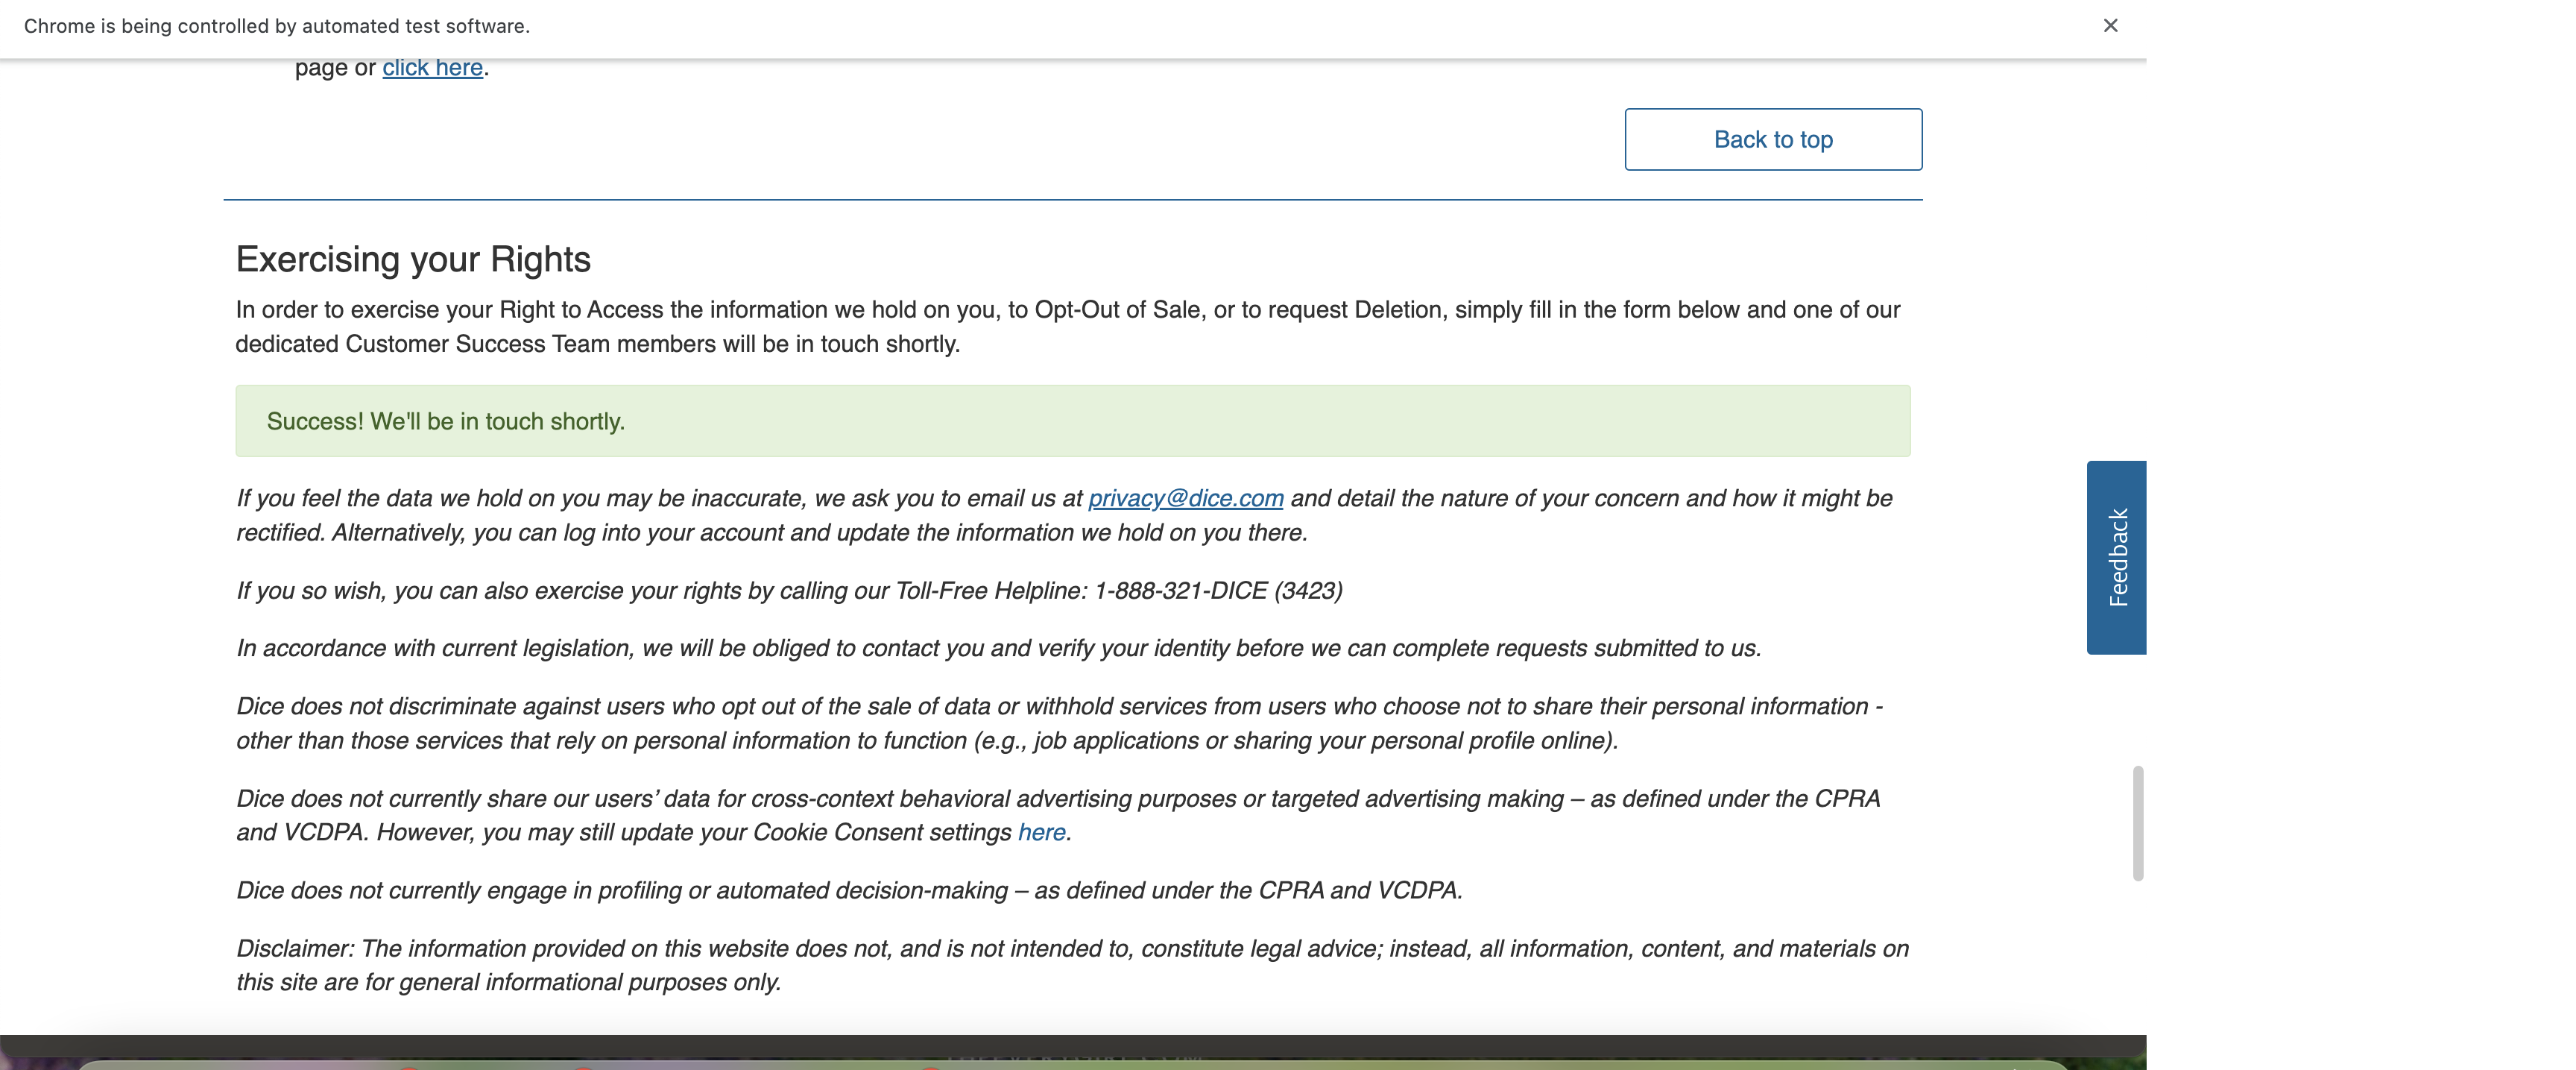 Chrome is being controlled by automated test software.
page or click here.
Back to top
Exercising your Rights
In order to exercise your Right to Access the information we hold on you, to Opt-Out of Sale, or to request Deletion, simply fill in the form below and one of our
dedicated Customer Success Team members will be in touch shortly.
Success! We'll be in touch shortly.
If you feel the data we hold on you may be inaccurate, we ask you to email us at privacy@dice.com and detail the nature of your concern and how it might be
rectified. Alternatively, you can log into your account and update the information we hold on you there.
Feedback
If you so wish, you can also exercise your rights by calling our Toll-Free Helpline: 1-888-321-DICE (3423)
In accordance with current legislation, we will be obliged to contact you and verify your identity before we can complete requests submitted to us.
Dice does not discriminate against users who opt out of the sale of data or withhold services from users who choose not to share their personal information -
other than those services that rely on personal information to function (e.g., job applications or sharing your personal profile online).
Dice does not currently share our users’ data for cross-context behavioral advertising purposes or targeted advertising making – as defined under the CPRA
and VCDPA. However, you may still update your Cookie Consent settings here.
Dice does not currently engage in profiling or automated decision-making – as defined under the CPRA and VCDPA.
Disclaimer: The information provided on this website does not, and is not intended to, constitute legal advice; instead, all information, content, and materials on
this site are for general informational purposes only.